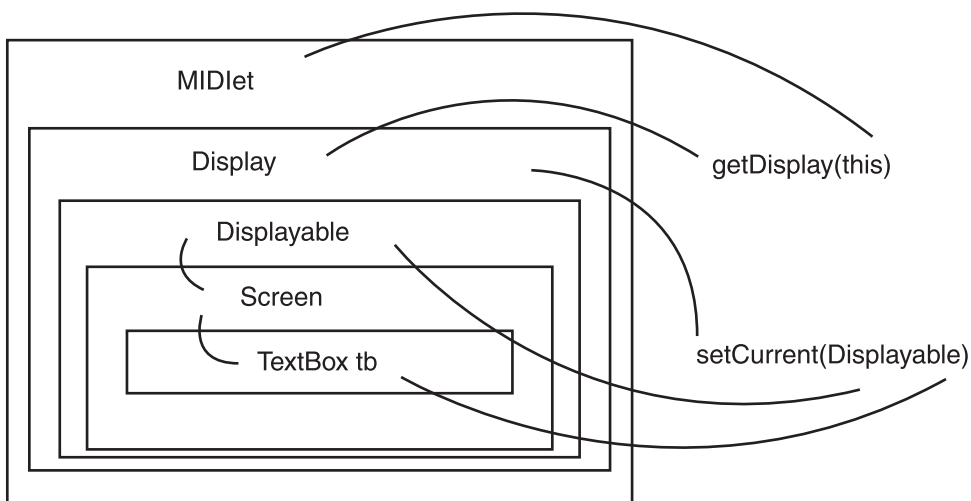 MIDlet
Display
getDisplay(this)
Displayable
Screen
setCurrent(Displayable)
TextBox tb